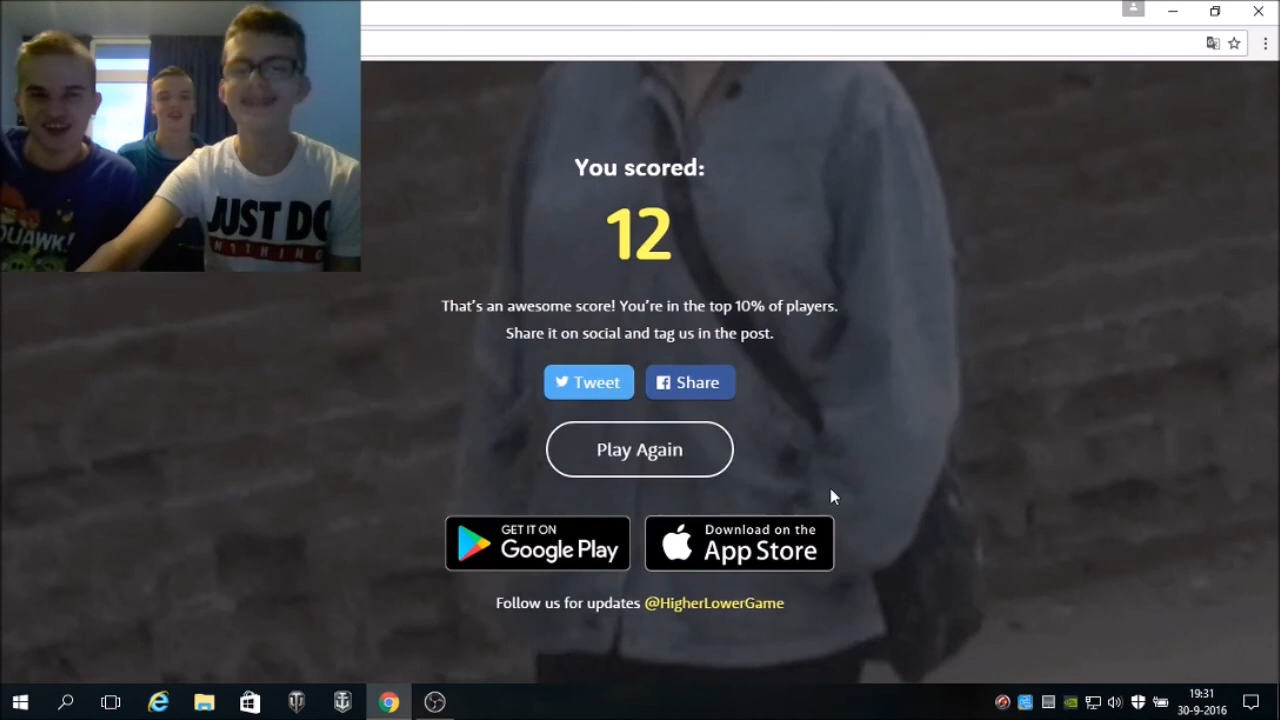 You scored:
12
That's an awesome score! You're in the top 10% of players.
Share it on social and tag us in the post.
Tweet
Share
Play Again
GET IT ON
Google Play
Download on the
App Store
Follow us for updates @HigherLowerGame
JUST DO
N1THING
QUAWK!
19:31
30-9-2016